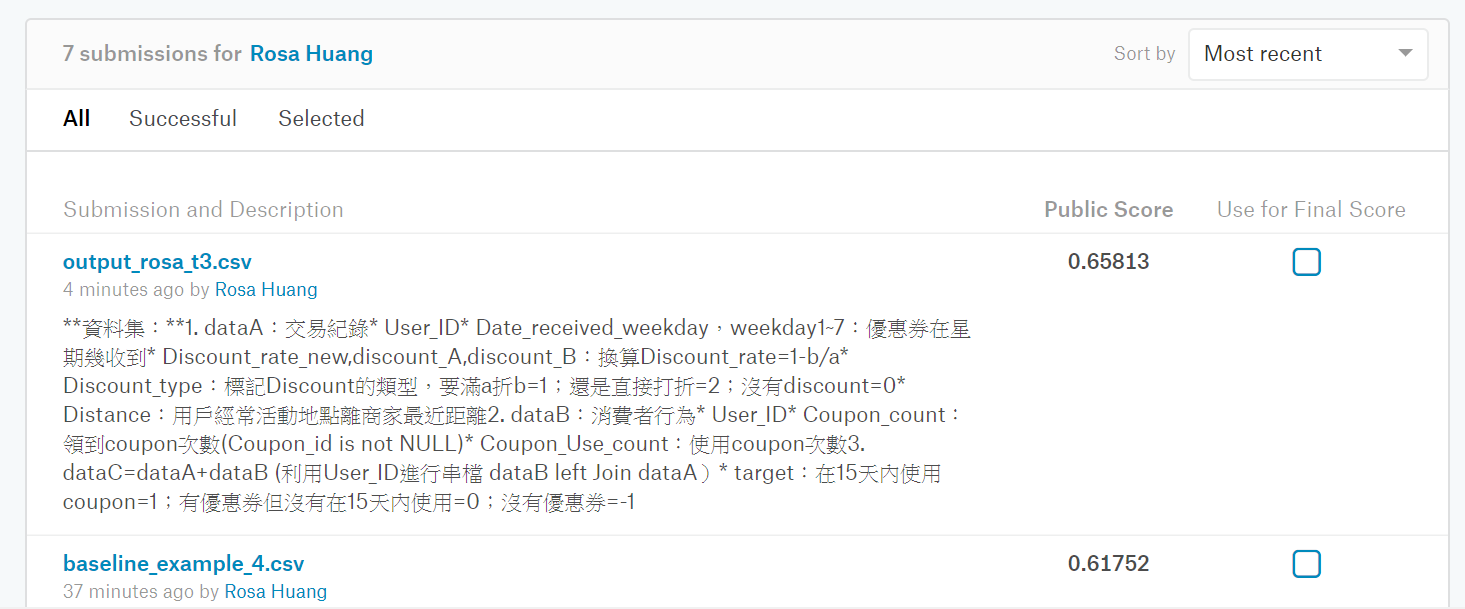 7 submissions for Rosa Huang
Sort by Most recent
All Successful Selected
Submission and Description Public Score Use for Final Score
output_rosa_t3.csv 0.65813
4 minutes ago by Rosa Huang
**資料集：**1. dataA：交易紀錄* User_ID* Date_received_weekday，weekday1~7：優惠券在星
期幾收到* Discount_rate_new,discount_A,discount_B：換算Discount_rate=1-b/a*
Discount_type：標記Discount的類型，要滿a折b=1；還是直接打折=2；沒有discount=0*
Distance：用戶經常活動地點離商家最近距離2. dataB：消費者行為* User_ID* Coupon_count：
領到coupon次數(Coupon_id is not NULL)* Coupon_Use_count：使用coupon次數3.
dataC=dataA+dataB (利用User_ID進行串檔 dataB left Join dataA）* target：在15天內使用
coupon=1；有優惠券但沒有在15天內使用=0；沒有優惠券=-1
baseline_example_4.csv 0.61752
37 minutes ago by Rosa Huang